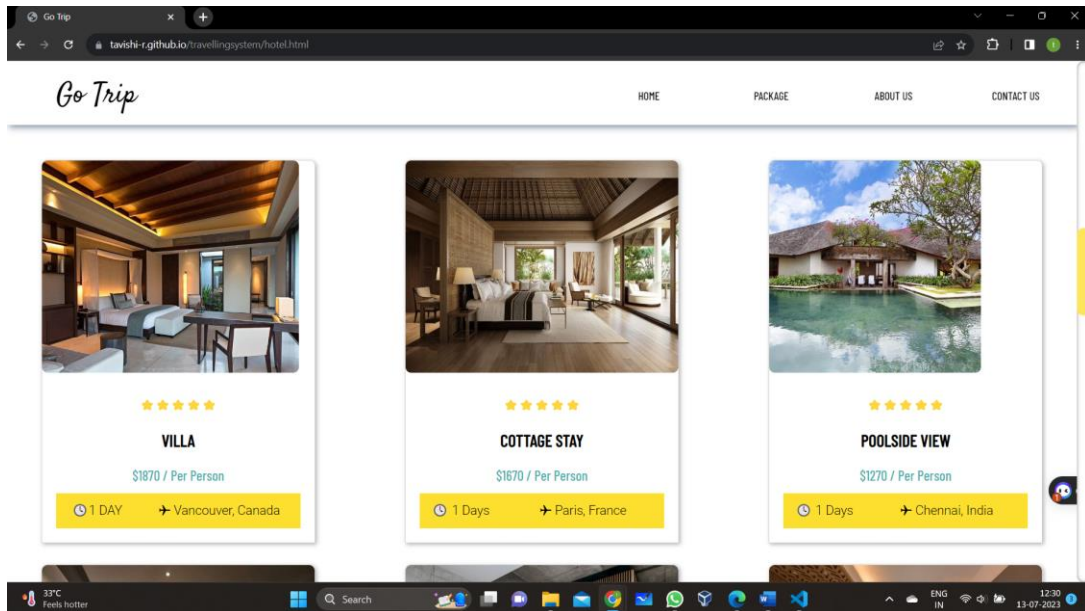 Go Trip
tavishi-r.github.io/travellingsystem/hotel.html
Go Trip
HOME PACKAGE ABOUT US CONTACT US
VILLA
$1870 / Per Person
1 DAY Vancouver, Canada
COTTAGE STAY
$1670 / Per Person
1 Days Paris, France
POOLSIDE VIEW
$1270 / Per Person
1 Days Chennai, India
33°C
Feels hotter
Search
ENG
IN
12:30
13-07-2023